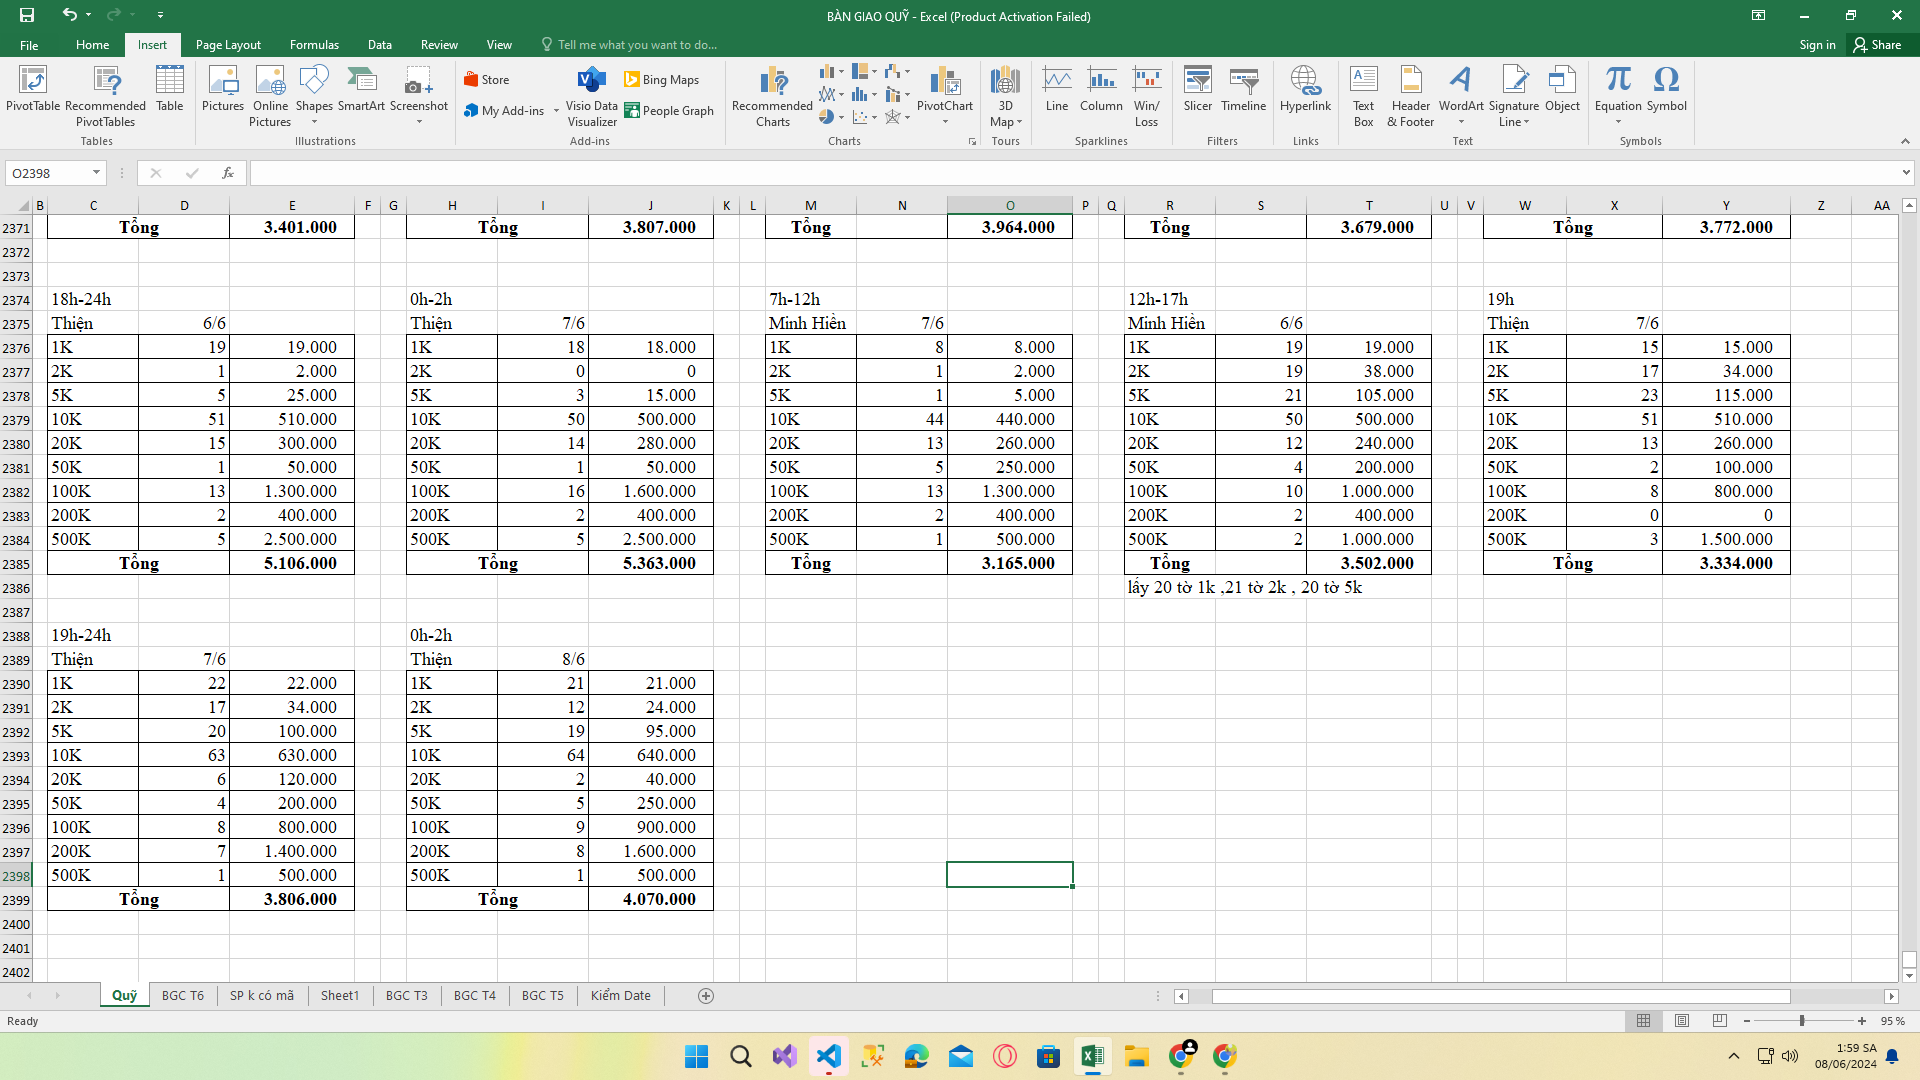 BÀN GIAO QUỸ - Excel (Product Activation Failed)
File Home Insert Page Layout Formulas Data Review View Tell me what you want to do... Sign in Share
PivotTable Recommended PivotTables Table Pictures Online Pictures Shapes SmartArt Screenshot Store My Add-ins Visio Data Visualizer Bing Maps People Graph Recommended Charts PivotChart 3D Map Line Column Win/Loss Slicer Timeline Hyperlink Text Box Header & Footer WordArt Signature Line Object Equation Symbol
Tables Illustrations Add-ins Charts Tours Sparklines Filters Links Text Symbols
O2398 fx
B C D E F G H I J K L M N O P Q R S T U V W X Y Z AA
2371 Tổng 3.401.000 Tổng 3.807.000 Tổng 3.964.000 Tổng 3.679.000 Tổng 3.772.000
2372
2373
2374 18h-24h 0h-2h 7h-12h 12h-17h 19h
2375 Thiện 6/6 Thiện 7/6 Minh Hiền 7/6 Minh Hiền 6/6 Thiện 7/6
2376 1K 19 19.000 1K 18 18.000 1K 8 8.000 1K 19 19.000 1K 15 15.000
2377 2K 1 2.000 2K 0 0 2K 1 2.000 2K 19 38.000 2K 17 34.000
2378 5K 5 25.000 5K 3 15.000 5K 1 5.000 5K 21 105.000 5K 23 115.000
2379 10K 51 510.000 10K 50 500.000 10K 44 440.000 10K 50 500.000 10K 51 510.000
2380 20K 15 300.000 20K 14 280.000 20K 13 260.000 20K 12 240.000 20K 13 260.000
2381 50K 1 50.000 50K 1 50.000 50K 5 250.000 50K 4 200.000 50K 2 100.000
2382 100K 13 1.300.000 100K 16 1.600.000 100K 13 1.300.000 100K 10 1.000.000 100K 8 800.000
2383 200K 2 400.000 200K 2 400.000 200K 2 400.000 200K 2 400.000 200K 0 0
2384 500K 5 2.500.000 500K 5 2.500.000 500K 1 500.000 500K 2 1.000.000 500K 3 1.500.000
2385 Tổng 5.106.000 Tổng 5.363.000 Tổng 3.165.000 Tổng 3.502.000 Tổng 3.334.000
2386 lấy 20 tờ 1k ,21 tờ 2k , 20 tờ 5k
2387
2388 19h-24h 0h-2h
2389 Thiện 7/6 Thiện 8/6
2390 1K 22 22.000 1K 21 21.000
2391 2K 17 34.000 2K 12 24.000
2392 5K 20 100.000 5K 19 95.000
2393 10K 63 630.000 10K 64 640.000
2394 20K 6 120.000 20K 2 40.000
2395 50K 4 200.000 50K 5 250.000
2396 100K 8 800.000 100K 9 900.000
2397 200K 7 1.400.000 200K 8 1.600.000
2398 500K 1 500.000 500K 1 500.000
2399 Tổng 3.806.000 Tổng 4.070.000
2400
2401
2402
Quỹ BGC T6 SP k có mã Sheet1 BGC T3 BGC T4 BGC T5 Kiểm Date
Ready 95 %
1:59 SA
08/06/2024